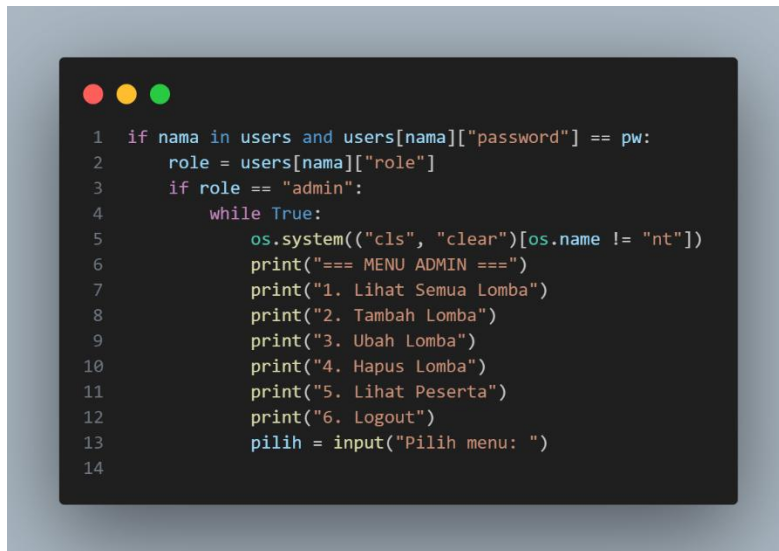 1 if nama in users and users[nama]["password"] == pw:
2     role = users[nama]["role"]
3     if role == "admin":
4         while True:
5             os.system(("cls", "clear")[os.name != "nt"])
6             print("=== MENU ADMIN ===")
7             print("1. Lihat Semua Lomba")
8             print("2. Tambah Lomba")
9             print("3. Ubah Lomba")
10             print("4. Hapus Lomba")
11             print("5. Lihat Peserta")
12             print("6. Logout")
13             pilih = input("Pilih menu: ")
14